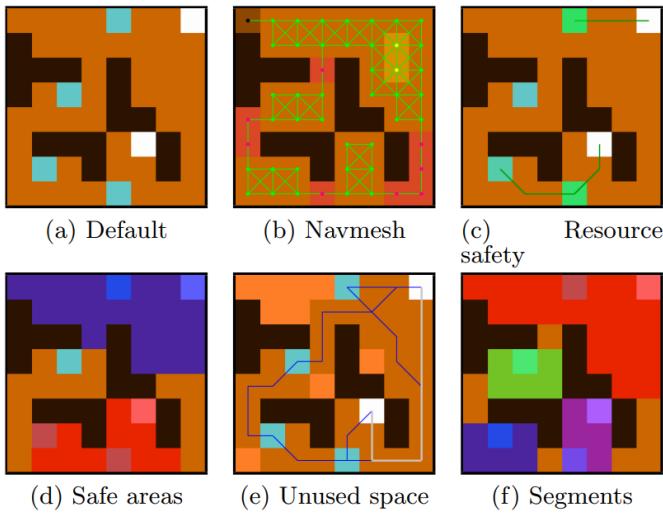 (a) Default
(b) Navmesh
(c) Resource
safety
(d) Safe areas
(e) Unused space
(f) Segments